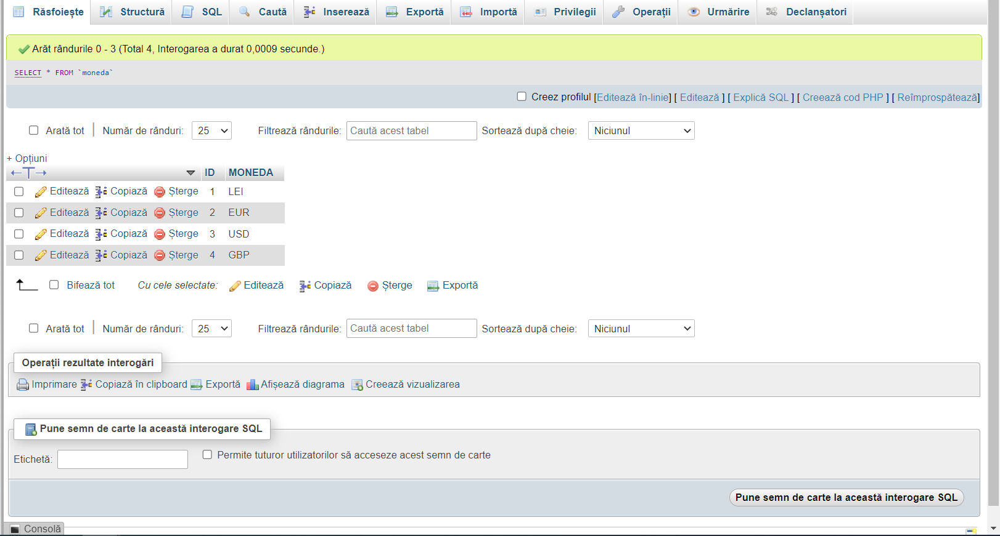 Răsfoiește Structură SQL Caută Inserează Exportă Importă Privilegii Operații Urmărire Declanșatori
Arăt rândurile 0 - 3 (Total 4, Interogarea a durat 0,0009 secunde.)
SELECT * FROM `moneda`
Creez profilul [Editează în-linie] [ Editează ] [ Explică SQL ] [ Creează cod PHP ] [ Reîmprospătează]
Arată tot Număr de rânduri: 25 Filtrează rândurile: Caută acest tabel Sortează după cheie: Niciunul
+ Opțiuni
←T→ ID MONEDA
Editează Copiază Șterge 1 LEI
Editează Copiază Șterge 2 EUR
Editează Copiază Șterge 3 USD
Editează Copiază Șterge 4 GBP
Bifează tot Cu cele selectate: Editează Copiază Șterge Exportă
Arată tot Număr de rânduri: 25 Filtrează rândurile: Caută acest tabel Sortează după cheie: Niciunul
Operații rezultate interogări
Imprimare Copiază în clipboard Exportă Afișează diagrama Creează vizualizarea
Pune semn de carte la această interogare SQL
Etichetă: Permite tuturor utilizatorilor să acceseze acest semn de carte
Pune semn de carte la această interogare SQL
Consolă